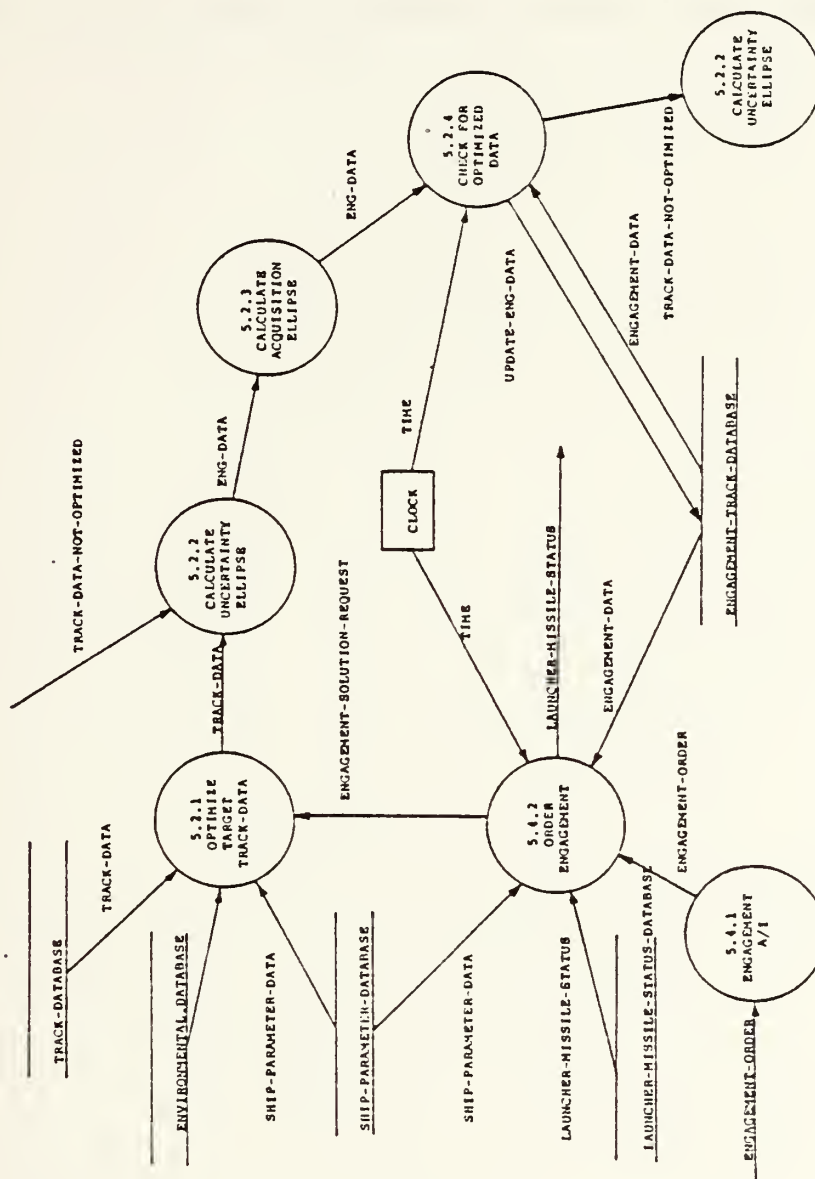 TRACK-DATABASE
TRACK-DATA
TRACK-DATA-NOT-OPTIMIZED
5.2.1
OPTIMIZE
TARGET
TRACK-DATA
TRACK-DATA
5.2.2
CALCULATE
UNCERTAINTY
ELLIPSE
ENG-DATA
5.2.3
CALCULATE
ACQUISITION
ELLIPSE
ENG-DATA
5.2.4
CHECK FOR
OPTIMIZED
DATA
5.2.2
CALCULATE
UNCERTAINTY
ELLIPSE
ENVIRONMENTAL.DATABASE
SHIP-PARAMETER-DATA
SHIP-PARAMETER-DATABASE
SHIP-PARAMETER-DATA
ENGAGEMENT-SOLUTION-REQUEST
TIME
CLOCK
TIME
UPDATE-ENG-DATA
ENGAGEMENT-DATA
TRACK-DATA-NOT-OPTIMIZED
5.4.2
ORDER
ENGAGEMENT
LAUNCHER-MISSILE-STATUS
ENGAGEMENT-DATA
ENGAGEMENT-TRACK-DATABASE
LAUNCHER-MISSILE-STATUS
LAUNCHER-MISSILE-STATUS-DATABASE
ENGAGEMENT-ORDER
5.4.1
ENGAGEMENT
A/I
ENGAGEMENT-ORDER